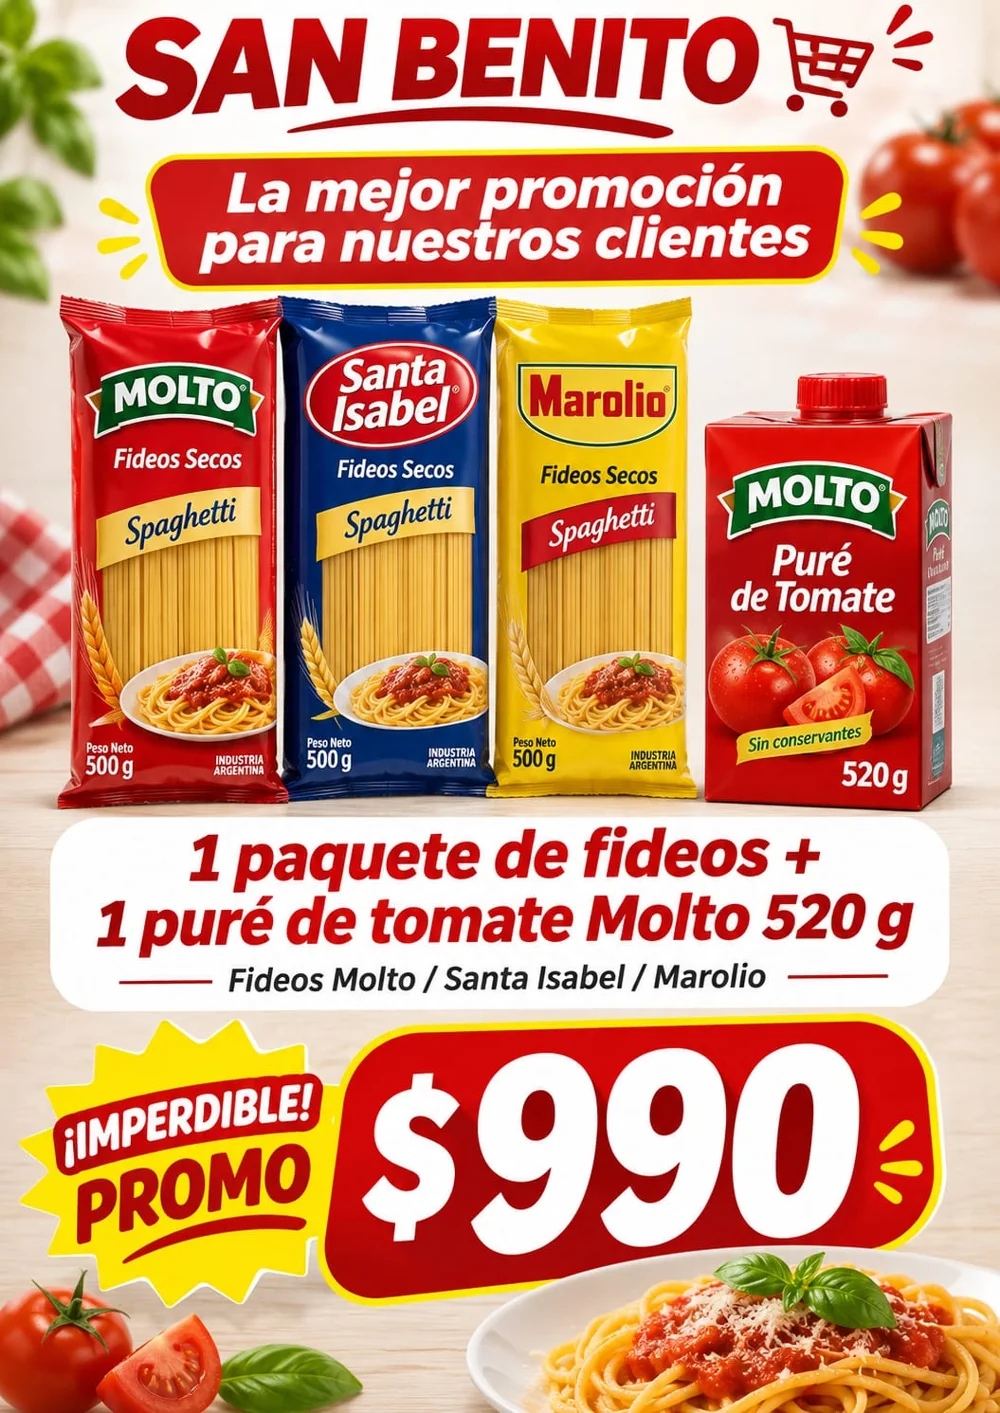 SAN BENITO
La mejor promoción
para nuestros clientes
MOLTO
Fideos Secos
Spaghetti
Peso Neto
500 g
INDUSTRIA
ARGENTINA
Santa
Isabel
Fideos Secos
Spaghetti
Peso Neto
500 g
INDUSTRIA
ARGENTINA
Marolio
Fideos Secos
Spaghetti
Peso Neto
500 g
INDUSTRIA
ARGENTINA
MOLTO
Puré
de Tomate
Sin conservantes
520 g
MOLTO
Puré
1 paquete de fideos +
1 puré de tomate Molto 520 g
Fideos Molto / Santa Isabel / Marolio
¡IMPERDIBLE!
PROMO
$990